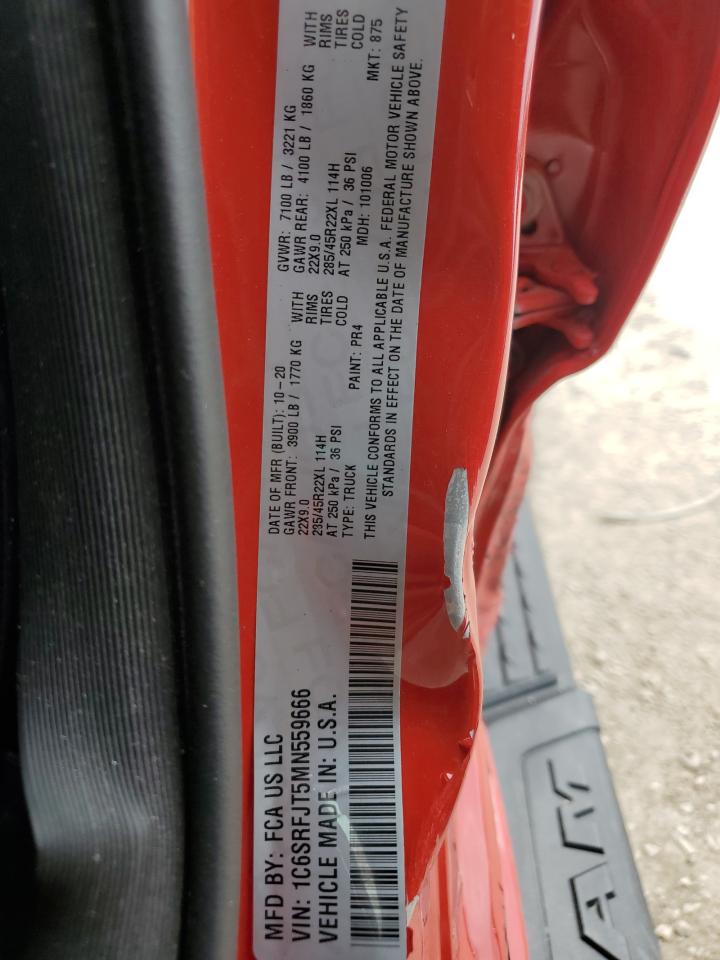 MFD BY: FCA US LLC
VIN: 1C6SRFJT5MN559666
VEHICLE MADE IN: U.S.A.
DATE OF MFR (BUILT): 10-20 GVWR: 7100 LB / 3221 KG
GAWR FRONT: 3900 LB / 1770 KG WITH GAWR REAR: 4100 LB / 1860 KG WITH
22X9.0 RIMS 22X9.0 RIMS
285/45R22XL 114H TIRES 285/45R22XL 114H TIRES
AT 250 kPa / 36 PSI COLD AT 250 kPa / 36 PSI COLD
TYPE: TRUCK PAINT: PR4 MDH: 101006 MKT: 875
THIS VEHICLE CONFORMS TO ALL APPLICABLE U.S.A. FEDERAL MOTOR VEHICLE SAFETY
STANDARDS IN EFFECT ON THE DATE OF MANUFACTURE SHOWN ABOVE.
RAM